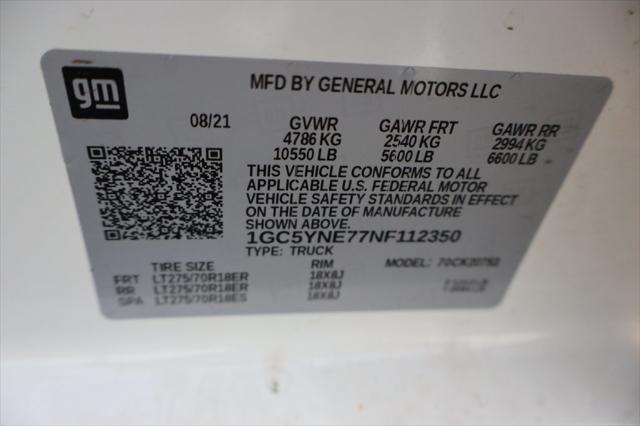 gm
MFD BY GENERAL MOTORS LLC
08/21 GVWR GAWR FRT GAWR RR
4786 KG 2540 KG 2994 KG
10550 LB 5600 LB 6600 LB
THIS VEHICLE CONFORMS TO ALL
APPLICABLE U.S. FEDERAL MOTOR
VEHICLE SAFETY STANDARDS IN EFFECT
ON THE DATE OF MANUFACTURE
SHOWN ABOVE.
1GC5YNE77NF112350
TYPE: TRUCK MODEL:
TIRE SIZE RIM
FRT LT275/70R18ER 18X8J
RR LT275/70R18ER 18X8J
SPA LT275/70R18ES 18X8J